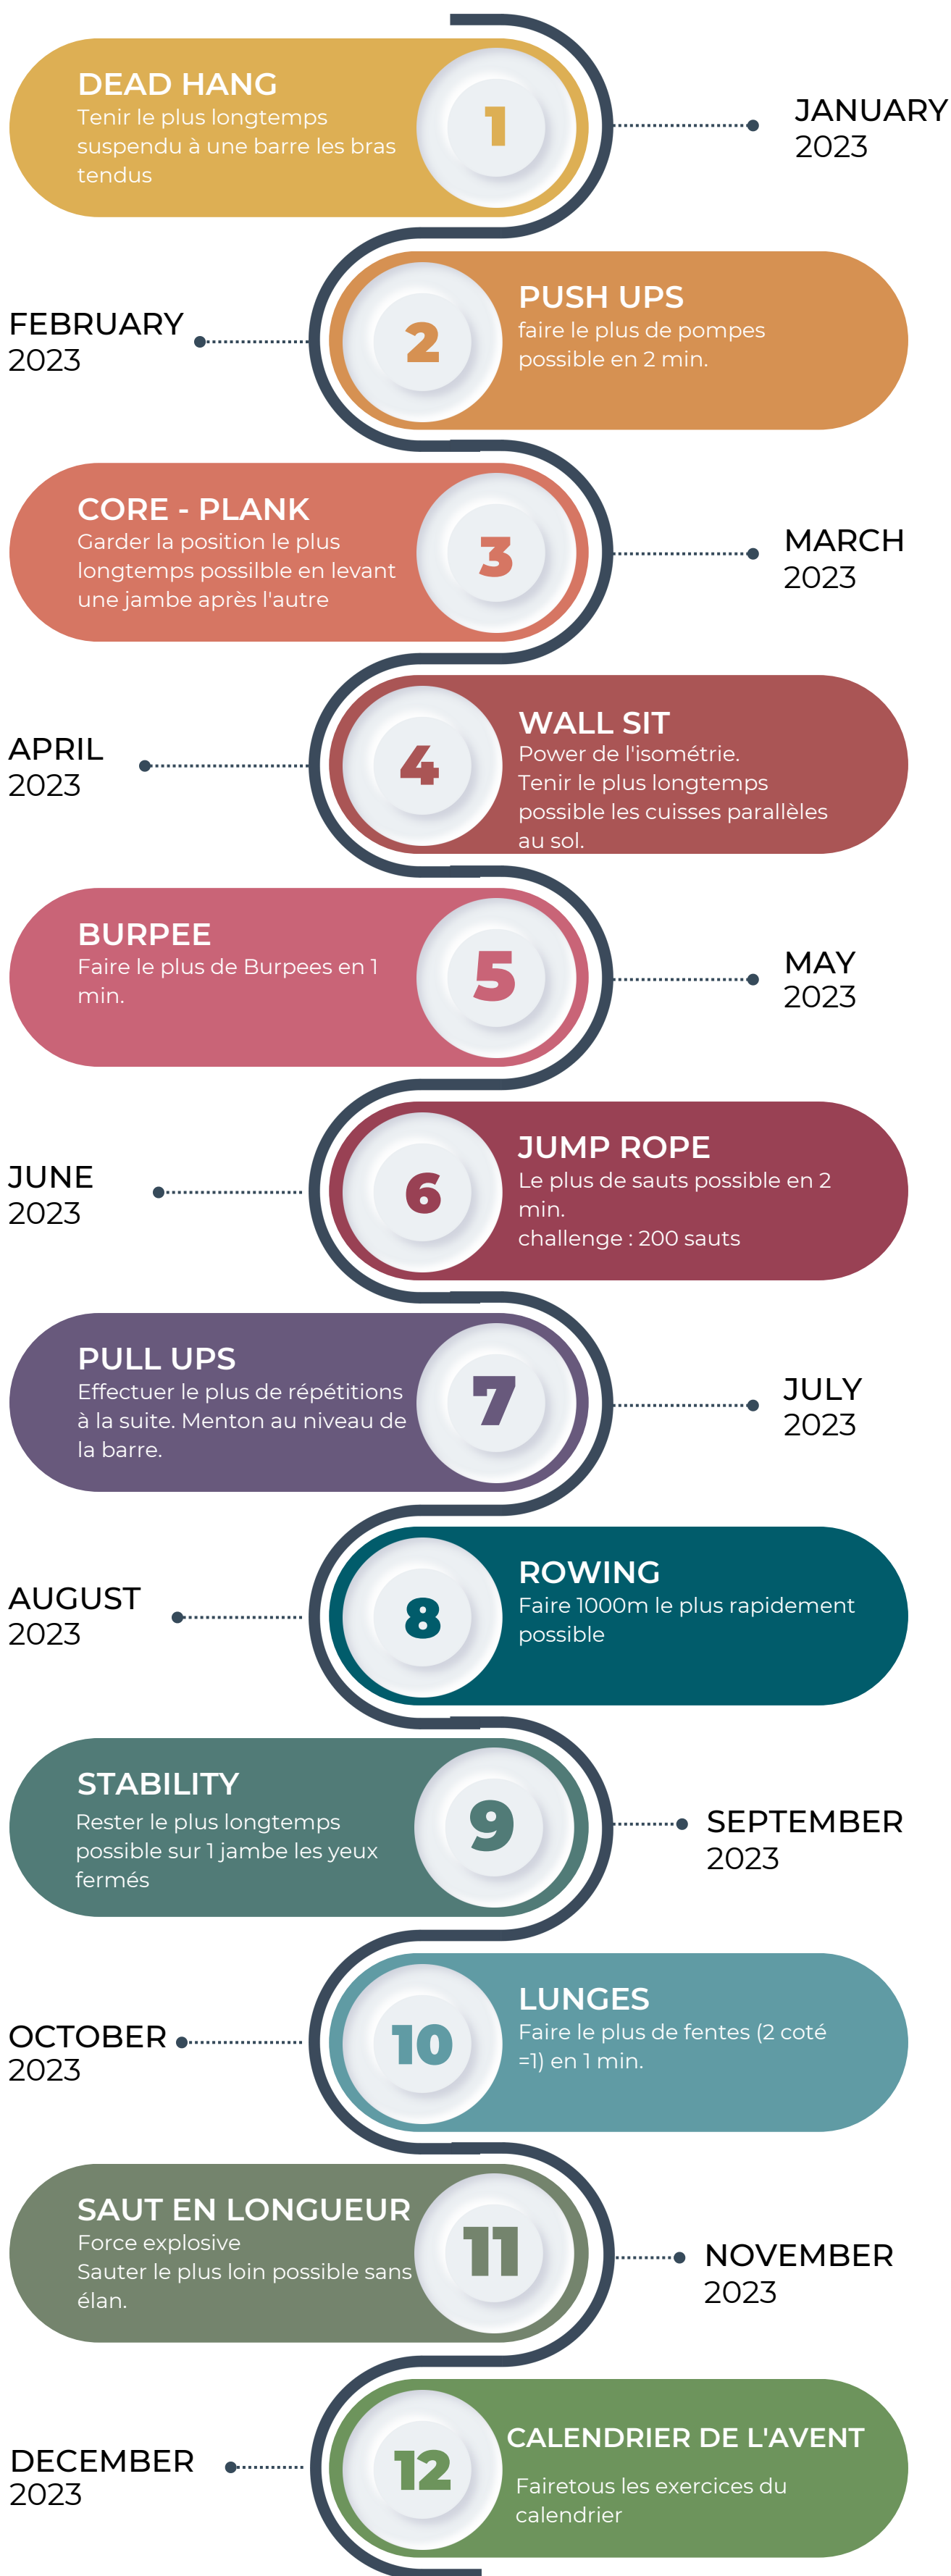 DEAD HANG
Tenir le plus longtemps
suspendu à une barre les bras
tendus
1
JANUARY
2023
FEBRUARY
2023
2
PUSH UPS
faire le plus de pompes
possible en 2 min.
CORE - PLANK
Garder la position le plus
longtemps possilble en levant
une jambe après l'autre
3
MARCH
2023
APRIL
2023
4
WALL SIT
Power de l'isométrie.
Tenir le plus longtemps
possible les cuisses parallèles
au sol.
BURPEE
Faire le plus de Burpees en 1
min.
5
MAY
2023
JUNE
2023
6
JUMP ROPE
Le plus de sauts possible en 2
min.
challenge : 200 sauts
PULL UPS
Effectuer le plus de répétitions
à la suite. Menton au niveau de
la barre.
7
JULY
2023
AUGUST
2023
8
ROWING
Faire 1000m le plus rapidement
possible
STABILITY
Rester le plus longtemps
possible sur 1 jambe les yeux
fermés
9
SEPTEMBER
2023
OCTOBER
2023
10
LUNGES
Faire le plus de fentes (2 coté
=1) en 1 min.
SAUT EN LONGUEUR
Force explosive
Sauter le plus loin possible sans
élan.
11
NOVEMBER
2023
DECEMBER
2023
12
CALENDRIER DE L'AVENT
Fairetous les exercices du
calendrier